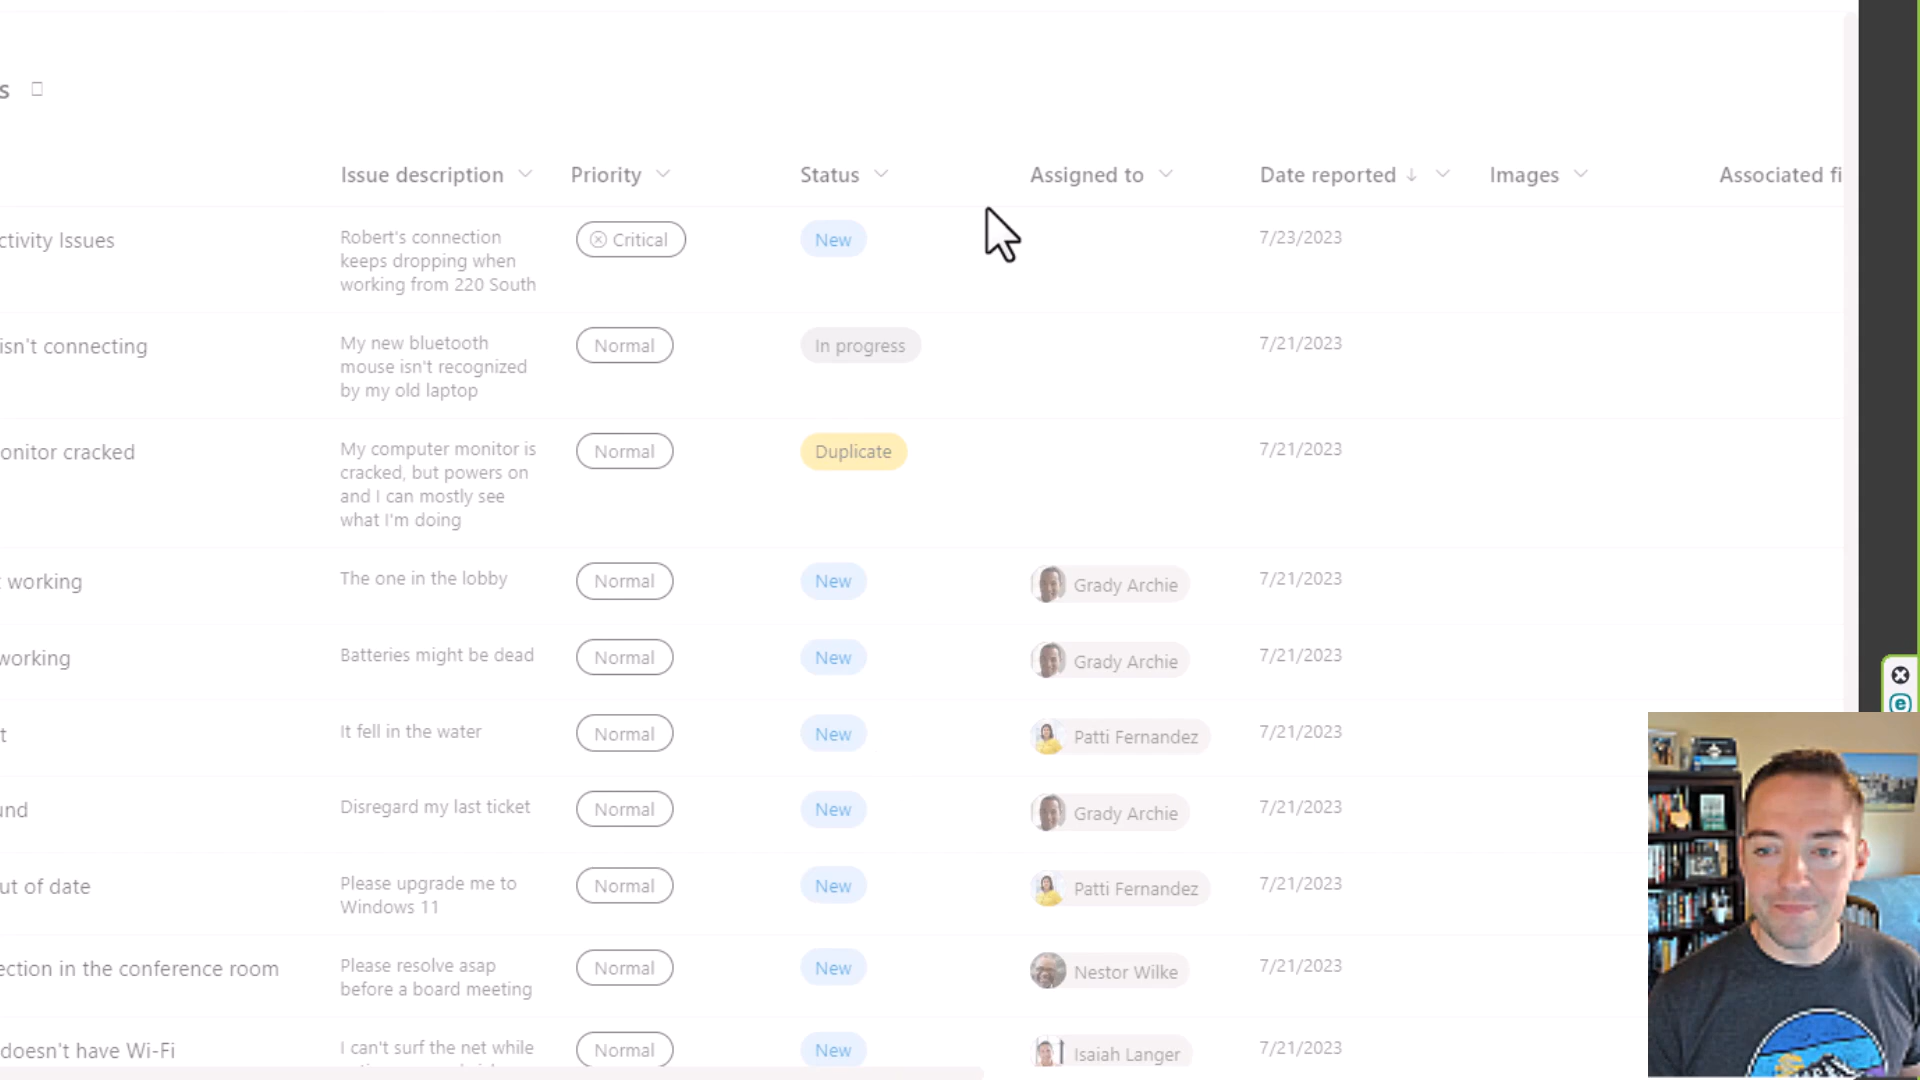 s
Issue description Priority Status Assigned to Date reported Images Associated fi
ctivity Issues
Robert's connection
keeps dropping when
working from 220 South
Critical
New
7/23/2023
isn't connecting
My new bluetooth
mouse isn't recognized
by my old laptop
Normal
In progress
7/21/2023
onitor cracked
My computer monitor is
cracked, but powers on
and I can mostly see
what I'm doing
Normal
Duplicate
7/21/2023
t working
The one in the lobby
Normal
New
Grady Archie
7/21/2023
working
Batteries might be dead
Normal
New
Grady Archie
7/21/2023
t
It fell in the water
Normal
New
Patti Fernandez
7/21/2023
und
Disregard my last ticket
Normal
New
Grady Archie
7/21/2023
ut of date
Please upgrade me to
Windows 11
Normal
New
Patti Fernandez
7/21/2023
ection in the conference room
Please resolve asap
before a board meeting
Normal
New
Nestor Wilke
7/21/2023
doesn't have Wi-Fi
I can't surf the net while
Normal
New
Isaiah Langer
7/21/2023